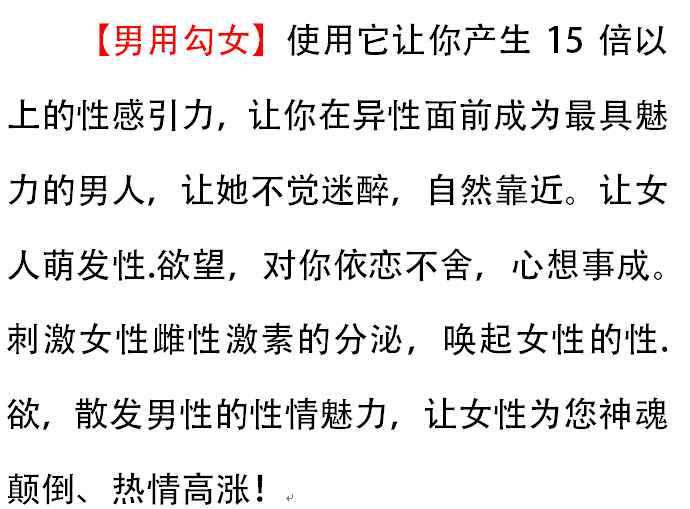 【男用勾女】使用它让你产生 15 倍以
上的性感引力，让你在异性面前成为最具魅
力的男人，让她不觉迷醉，自然靠近。让女
人萌发性.欲望，对你依恋不舍，心想事成。
刺激女性雌性激素的分泌，唤起女性的性.
欲，散发男性的性情魅力，让女性为您神魂
颠倒、热情高涨！